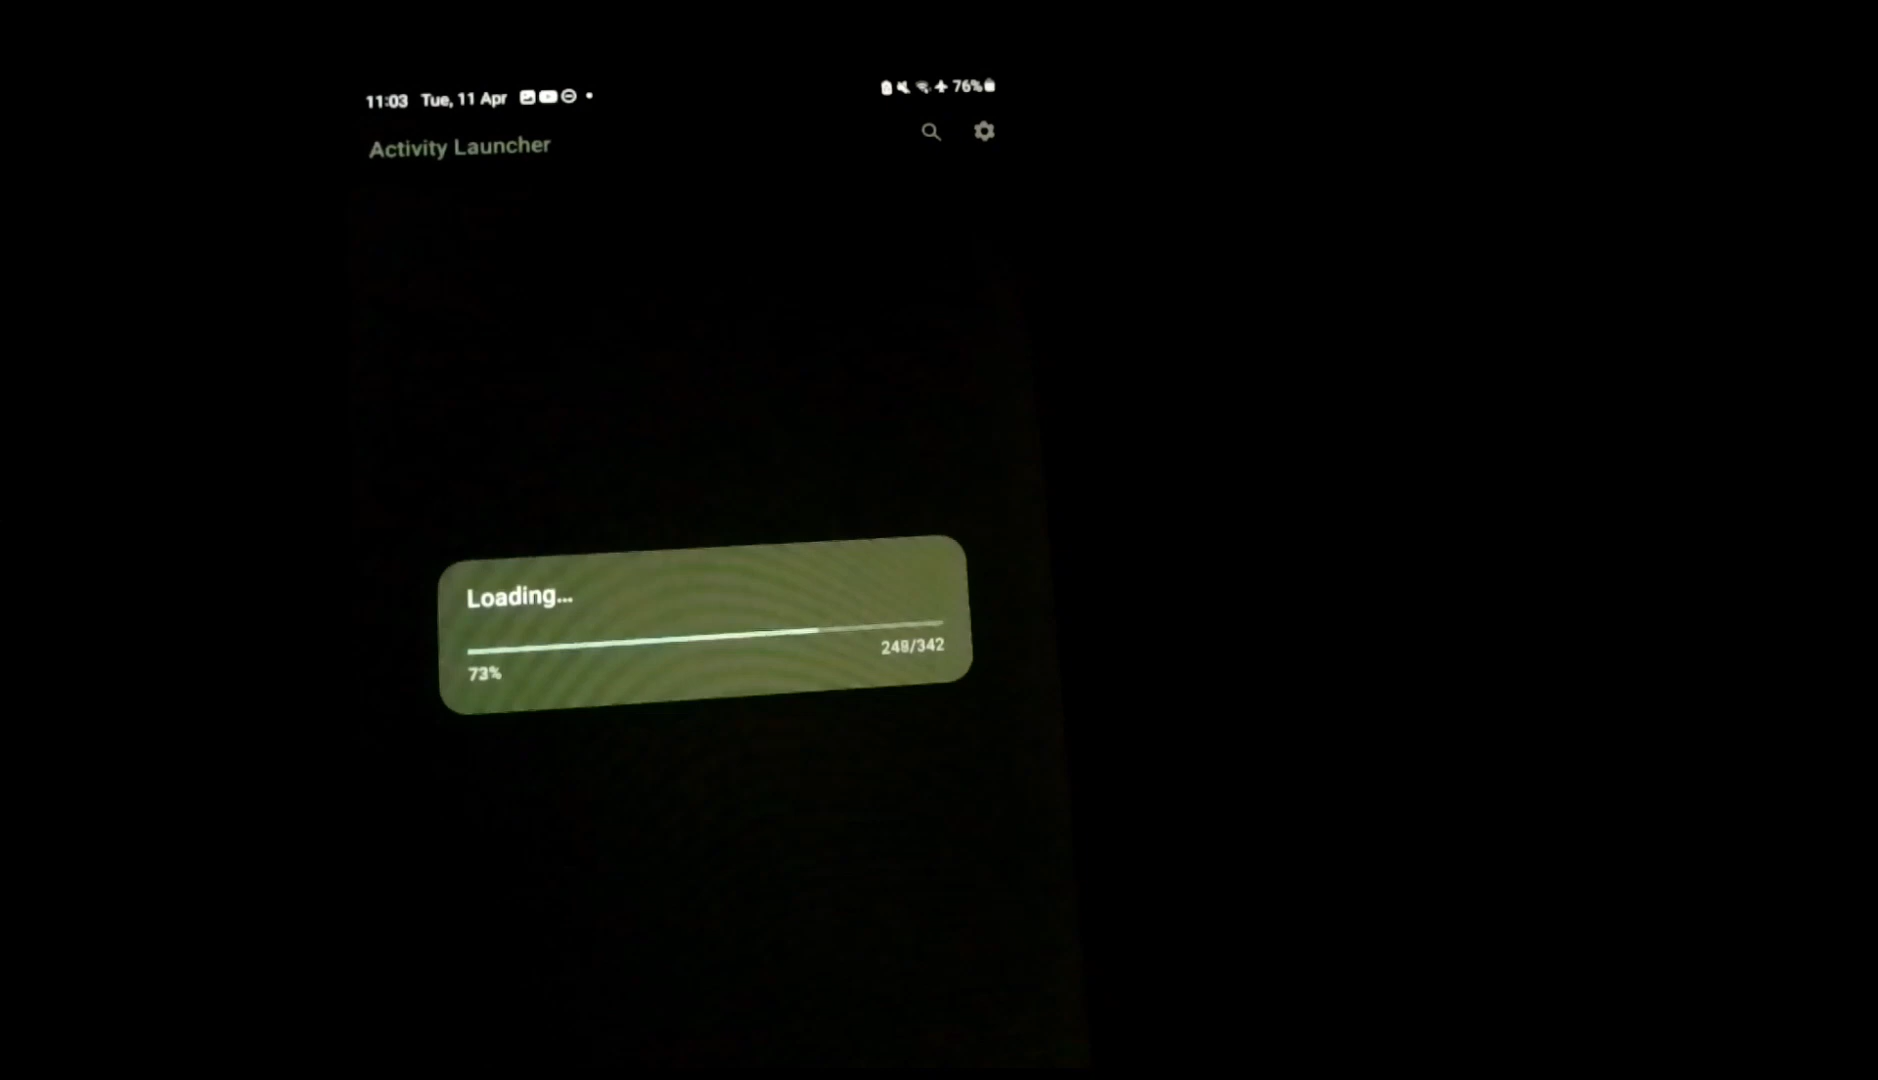 11:03 Tue, 11 Apr 76%
Activity Launcher
Loading...
248/342
73%